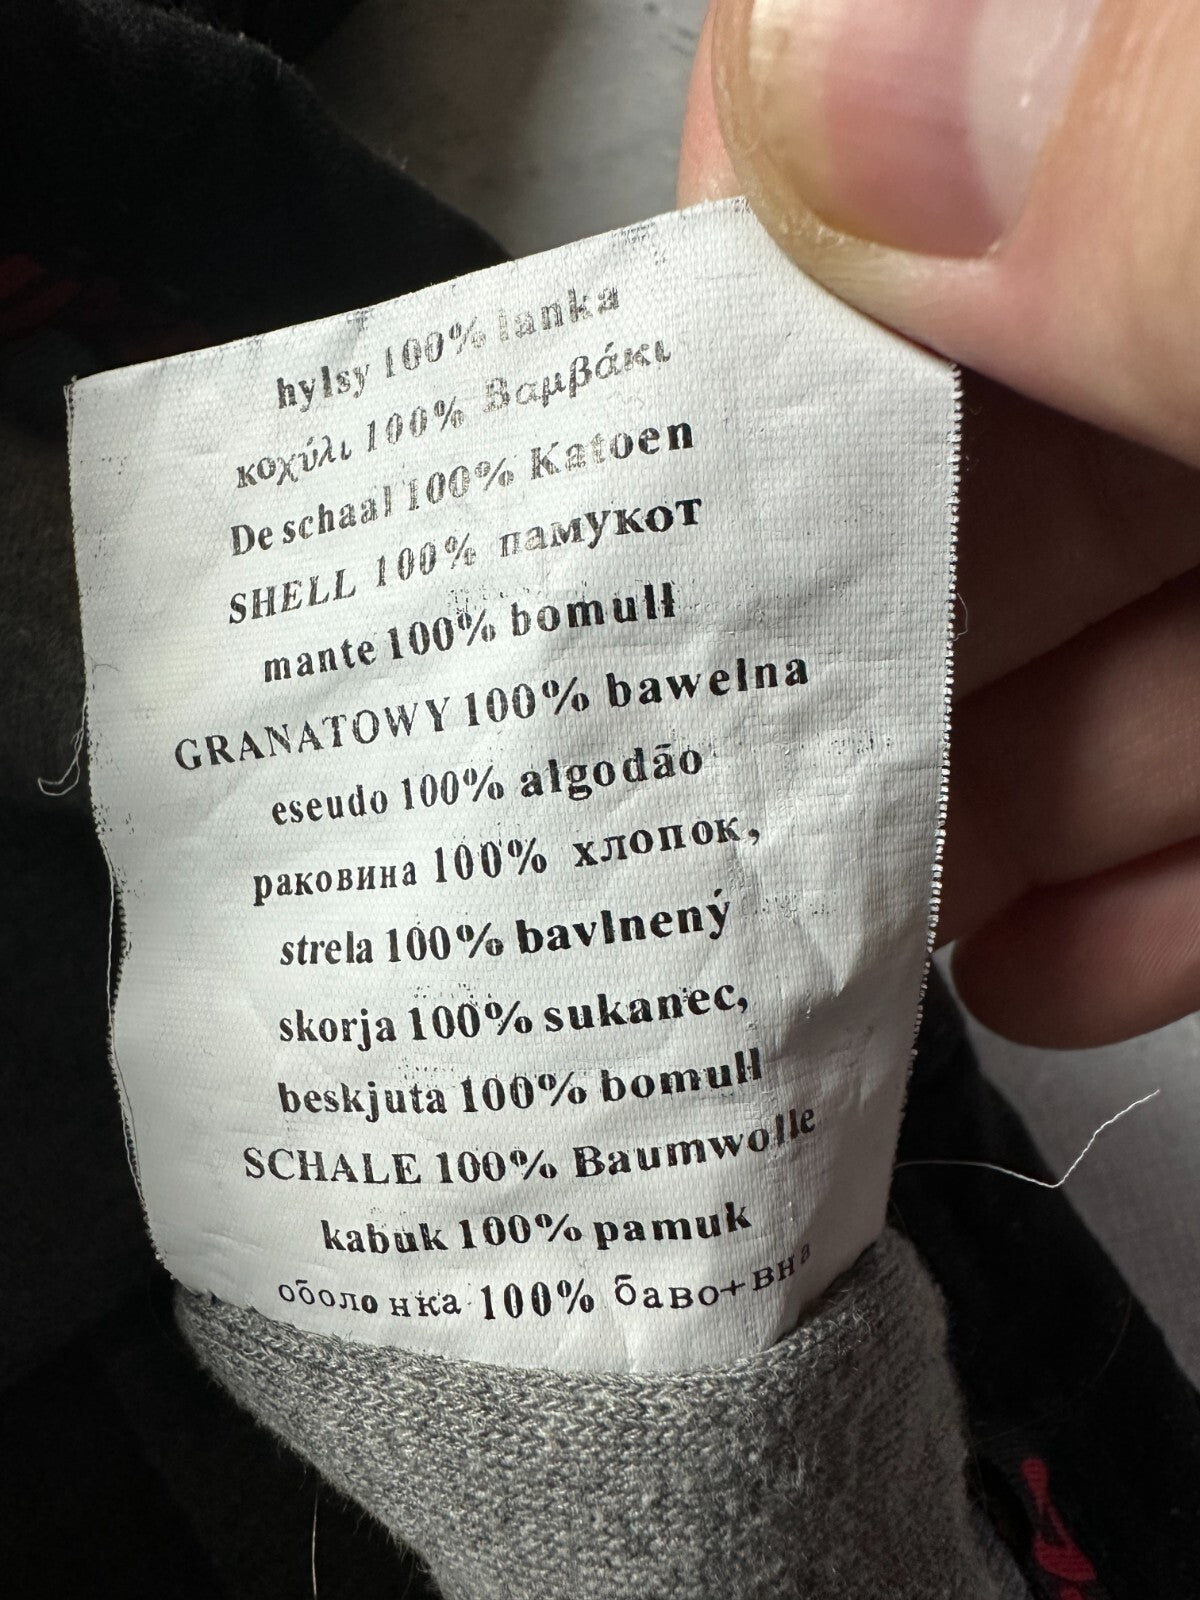 hylsy 100% lanka
κοχύλι 100% Βαμβάκι
De schaal 100% Katoen
SHELL 100% памукот
mante 100% bomull
GRANATOWY 100% bawelna
eseudo 100% algodão
раковина 100% хлопок,
strela 100% bavlnený
skorja 100% sukanec,
beskjuta 100% bomull
SCHALE 100% Baumwolle
kabuk 100% pamuk
оболонка 100% баво+вна